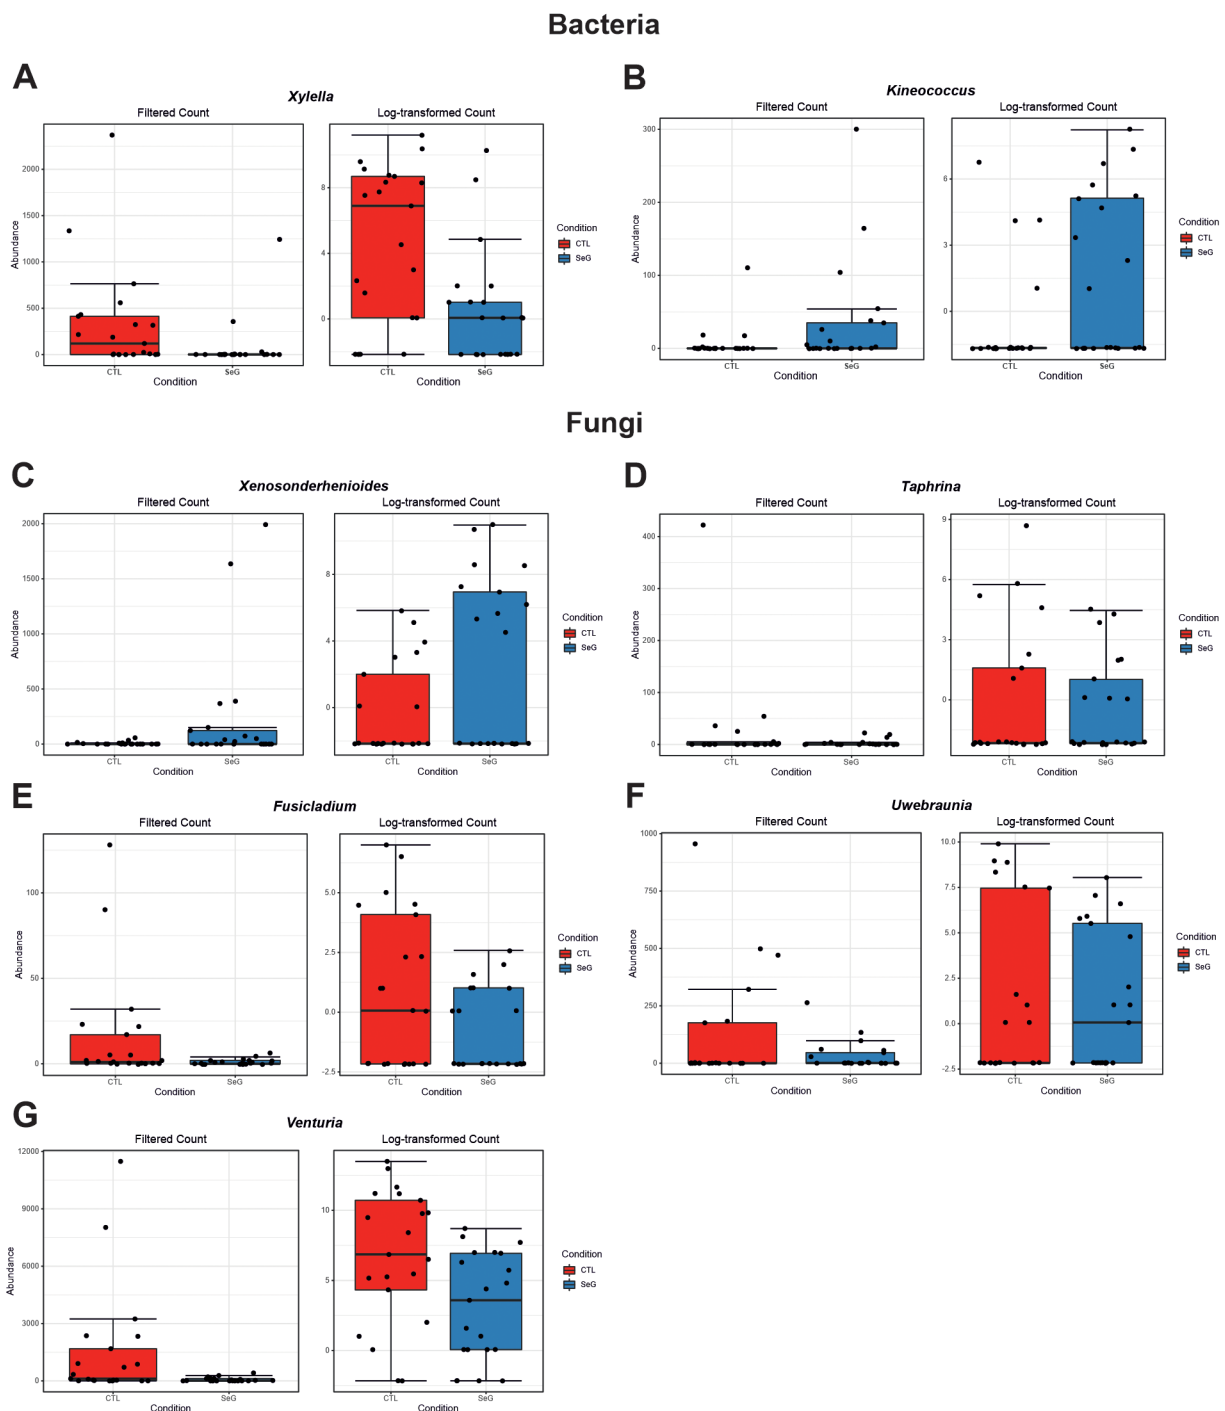 Bacteria
A
Xylella
Filtered Count
Log-transformed Count
Abundance
2000
1500
1000
500
0
8
4
0
CTL
SeG
CTL
SeG
Condition
Condition
CTL
SeG
B
Kineococcus
Filtered Count
Log-transformed Count
Abundance
300
200
100
0
6
3
0
CTL
SeG
CTL
SeG
Condition
Condition
Condition
CTL
SeG
Fungi
C
Xenosonderhenioides
Filtered Count
Log-transformed Count
Abundance
2000
1500
1000
500
0
8
4
0
CTL
SeG
CTL
SeG
Condition
Condition
CTL
SeG
D
Taphrina
Filtered Count
Log-transformed Count
Abundance
400
300
200
100
0
9
6
3
0
CTL
SeG
CTL
SeG
Condition
Condition
Condition
CTL
SeG
E
Fusicladium
Filtered Count
Log-transformed Count
Abundance
100
50
0
5.0
2.5
0.0
-2.5
CTL
SeG
CTL
SeG
Condition
Condition
Condition
CTL
SeG
F
Uwebraunia
Filtered Count
Log-transformed Count
Abundance
1000
750
500
250
0
10.0
7.5
5.0
2.5
0.0
-2.5
CTL
SeG
CTL
SeG
Condition
Condition
Condition
CTL
SeG
G
Venturia
Filtered Count
Log-transformed Count
Abundance
12000
9000
6000
3000
0
10
5
0
CTL
SeG
CTL
SeG
Condition
Condition
Condition
CTL
SeG